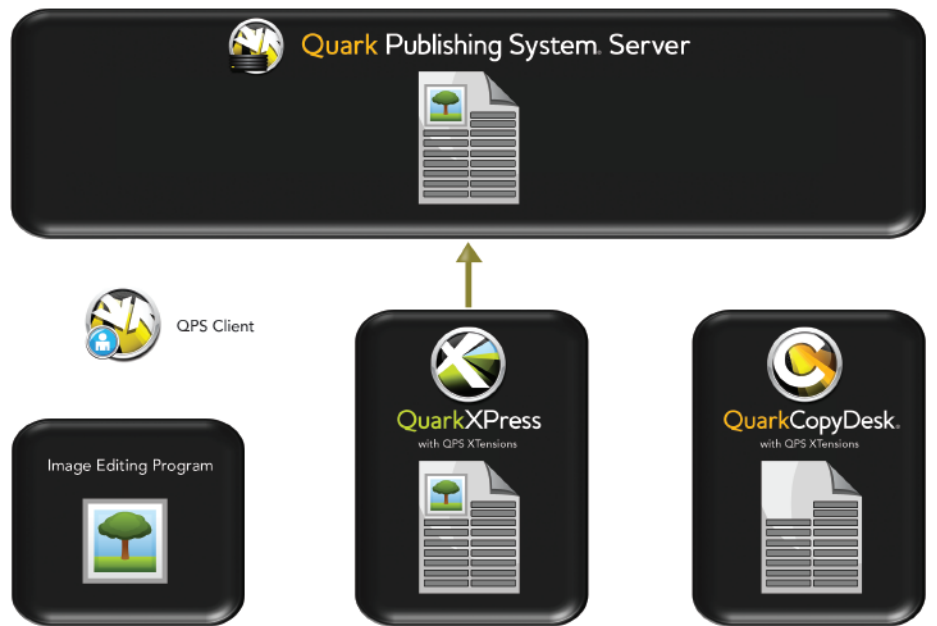 Quark Publishing System. Server
QPS Client
QuarkXPress
with QPS XTensions
QuarkCopyDesk.
with QPS XTensions
Image Editing Program